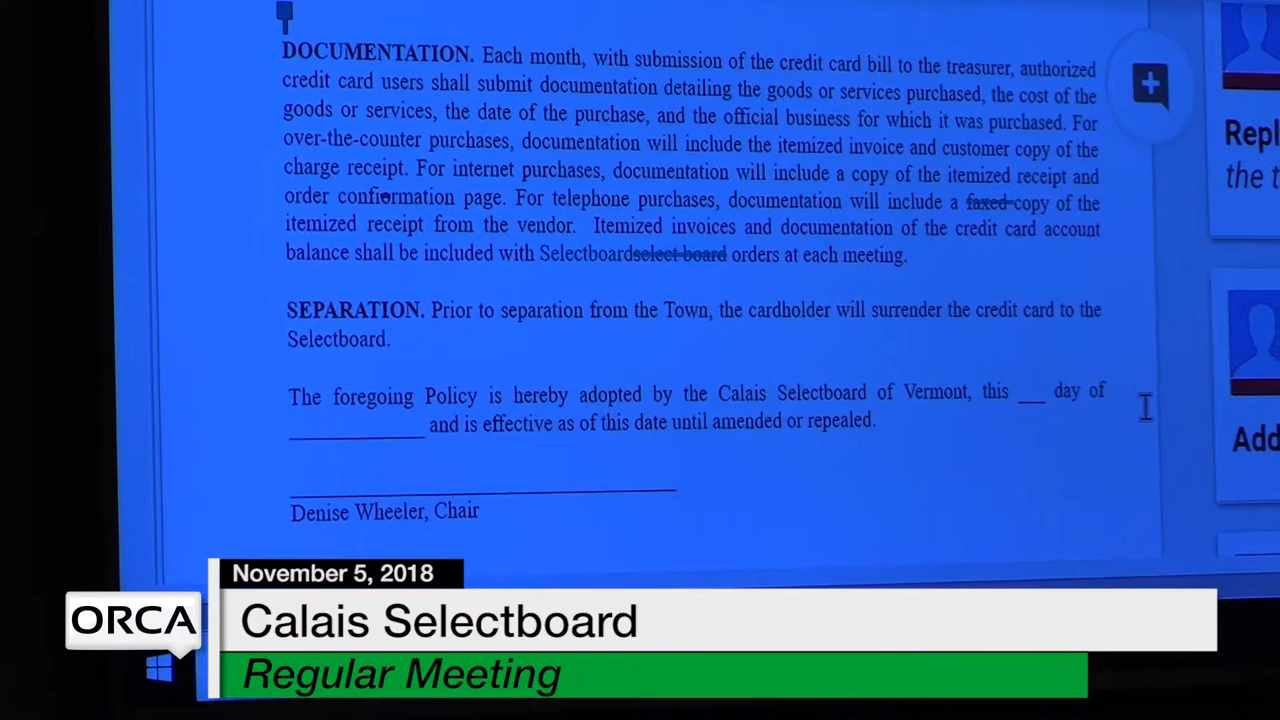 DOCUMENTATION. Each month, with submission of the credit card bill to the treasurer, authorized
credit card users shall submit documentation detailing the goods or services purchased, the cost of the
goods or services, the date of the purchase, and the official business for which it was purchased. For
over-the-counter purchases, documentation will include the itemized invoice and customer copy of the
charge receipt. For internet purchases, documentation will include a copy of the itemized receipt and
order confiermation page. For telephone purchases, documentation will include a faxed copy of the
itemized receipt from the vendor. Itemized invoices and documentation of the credit card account
balance shall be included with Selectboardselect board orders at each meeting.
SEPARATION. Prior to separation from the Town, the cardholder will surrender the credit card to the
Selectboard.
The foregoing Policy is hereby adopted by the Calais Selectboard of Vermont, this ___ day of
____________ and is effective as of this date until amended or repealed.
Denise Wheeler, Chair
Repl
the t
Add
November 5, 2018
ORCA
Calais Selectboard
Regular Meeting